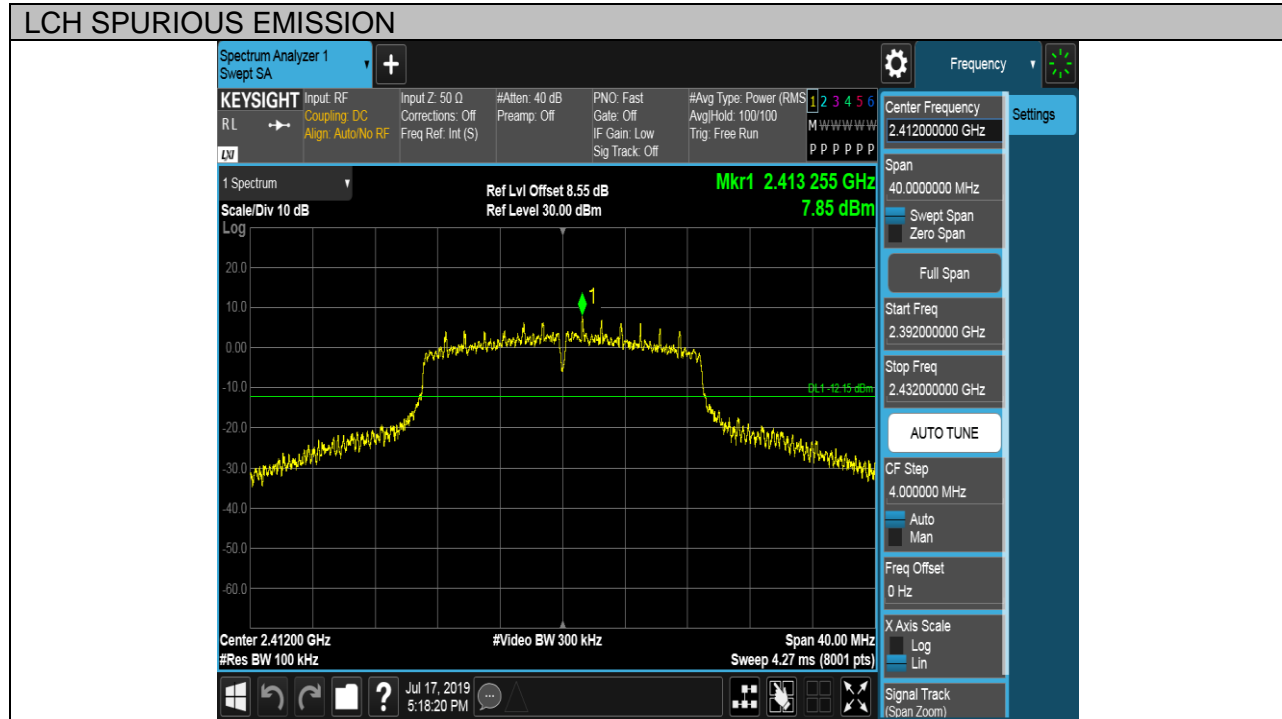 LCH SPURIOUS EMISSION
Spectrum Analyzer 1
Swept SA
+
Frequency
KEYSIGHT
RL
LXI
Input: RF
Coupling: DC
Align: Auto/No RF
Input Z: 50 Ω
Corrections: Off
Freq Ref: Int (S)
#Atten: 40 dB
Preamp: Off
PNO: Fast
Gate: Off
IF Gain: Low
Sig Track: Off
#Avg Type: Power (RMS
Avg|Hold: 100/100
Trig: Free Run
1 2 3 4 5 6
M W W W W W
P P P P P P
1 Spectrum
Scale/Div 10 dB
Ref Lvl Offset 8.55 dB
Ref Level 30.00 dBm
Mkr1 2.413 255 GHz
7.85 dBm
Log
20.0
10.0
0.00
-10.0
-20.0
-30.0
-40.0
-50.0
-60.0
1
DL1 -12.15 dBm
Center 2.41200 GHz
#Res BW 100 kHz
#Video BW 300 kHz
Span 40.00 MHz
Sweep 4.27 ms (8001 pts)
Center Frequency
2.412000000 GHz
Settings
Span
40.0000000 MHz
Swept Span
Zero Span
Full Span
Start Freq
2.392000000 GHz
Stop Freq
2.432000000 GHz
AUTO TUNE
CF Step
4.000000 MHz
Auto
Man
Freq Offset
0 Hz
X Axis Scale
Log
Lin
Signal Track
(Span Zoom)
?
Jul 17, 2019
5:18:20 PM